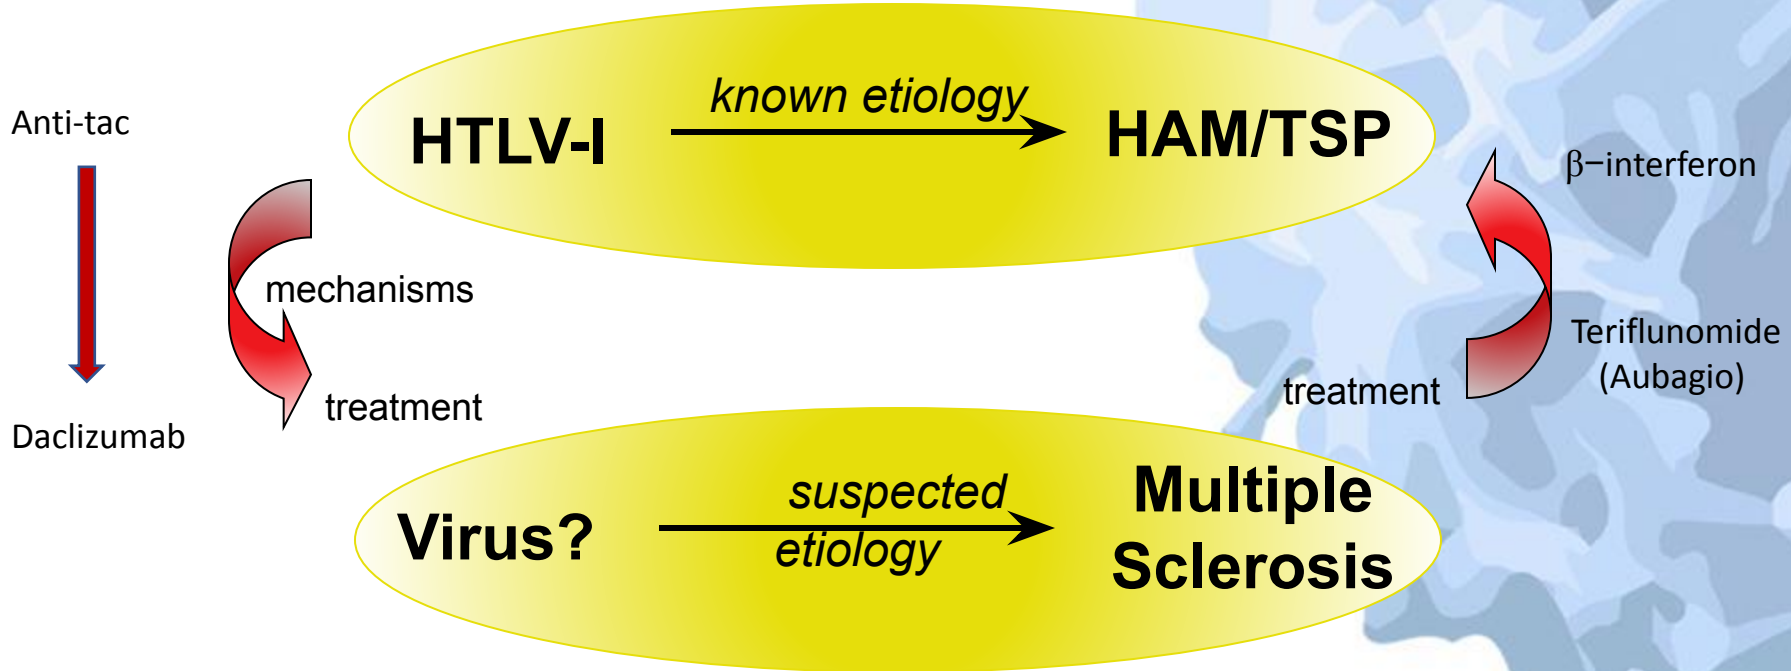 known etiology
HTLV-I
HAM/TSP
Anti-tac
β–interferon
mechanisms
Teriflunomide
(Aubagio)
treatment
treatment
Daclizumab
suspected
etiology
Virus?
Multiple
Sclerosis